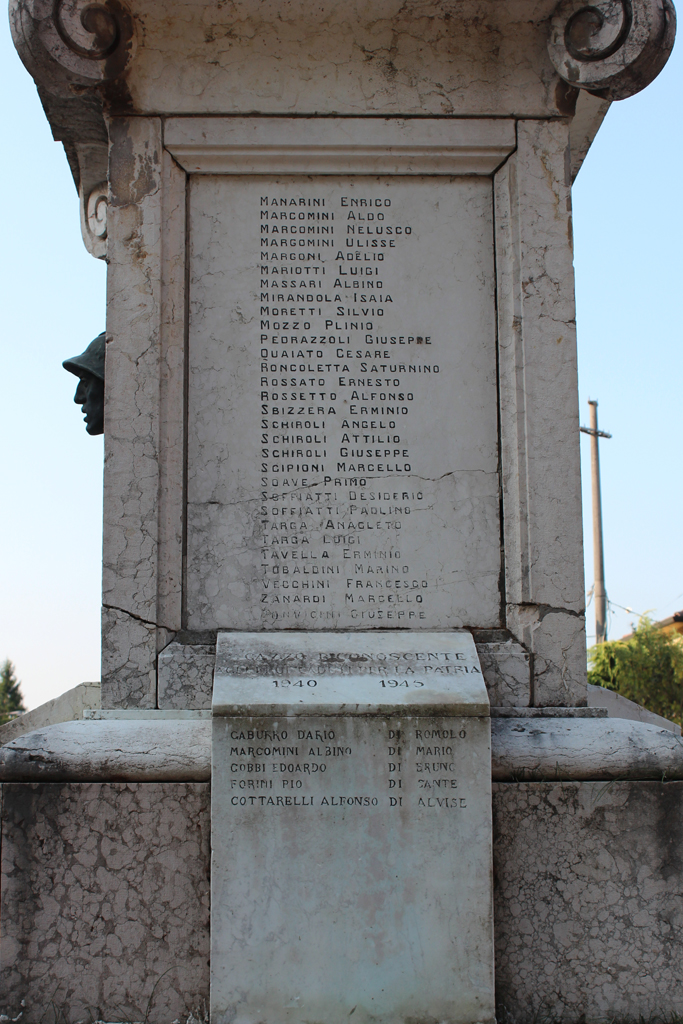 MANARINI ENRICO
MARCOMINI ALDO
MARCOMINI NELUSCO
MARCOMINI ULISSE
MARCONI ADELIO
MARIOTTI LUIGI
MASSARI ALBINO
MIRANDOLA ISAIA
MORETTI SILVIO
MOZZO PLINIO
PEDRAZZOLI GIUSEPPE
QUAIATO CESARE
RONCOLETTA SATURNINO
ROSSATO ERNESTO
ROSSETTO ALFONSO
SBIZZERA ERMINIO
SCHIROLI ANGELO
SCHIROLI ATTILIO
SCHIROLI GIUSEPPE
SCIPIONI MARCELLO
SOAVE PRIMO
SOFFIATTI DESIDERIO
SOFFIATTI PAOLINO
TARGA ANACLETO
TARGA LUIGI
TAVELLA ERMINIO
TOBALDINI MARINO
VECCHINI FRANCESCO
ZANARDI MARCELLO
GIUSEPPE
GAZZO RICONOSCENTE
PER LA PATRIA
1940 1945
GABURRO DARIO DI ROMOLO
MARCOMINI ALBINO DI MARIO
GOBBI EDOARDO DI BRUNO
FORINI PIO DI SANTE
COTTARELLI ALFONSO DI ALVISE